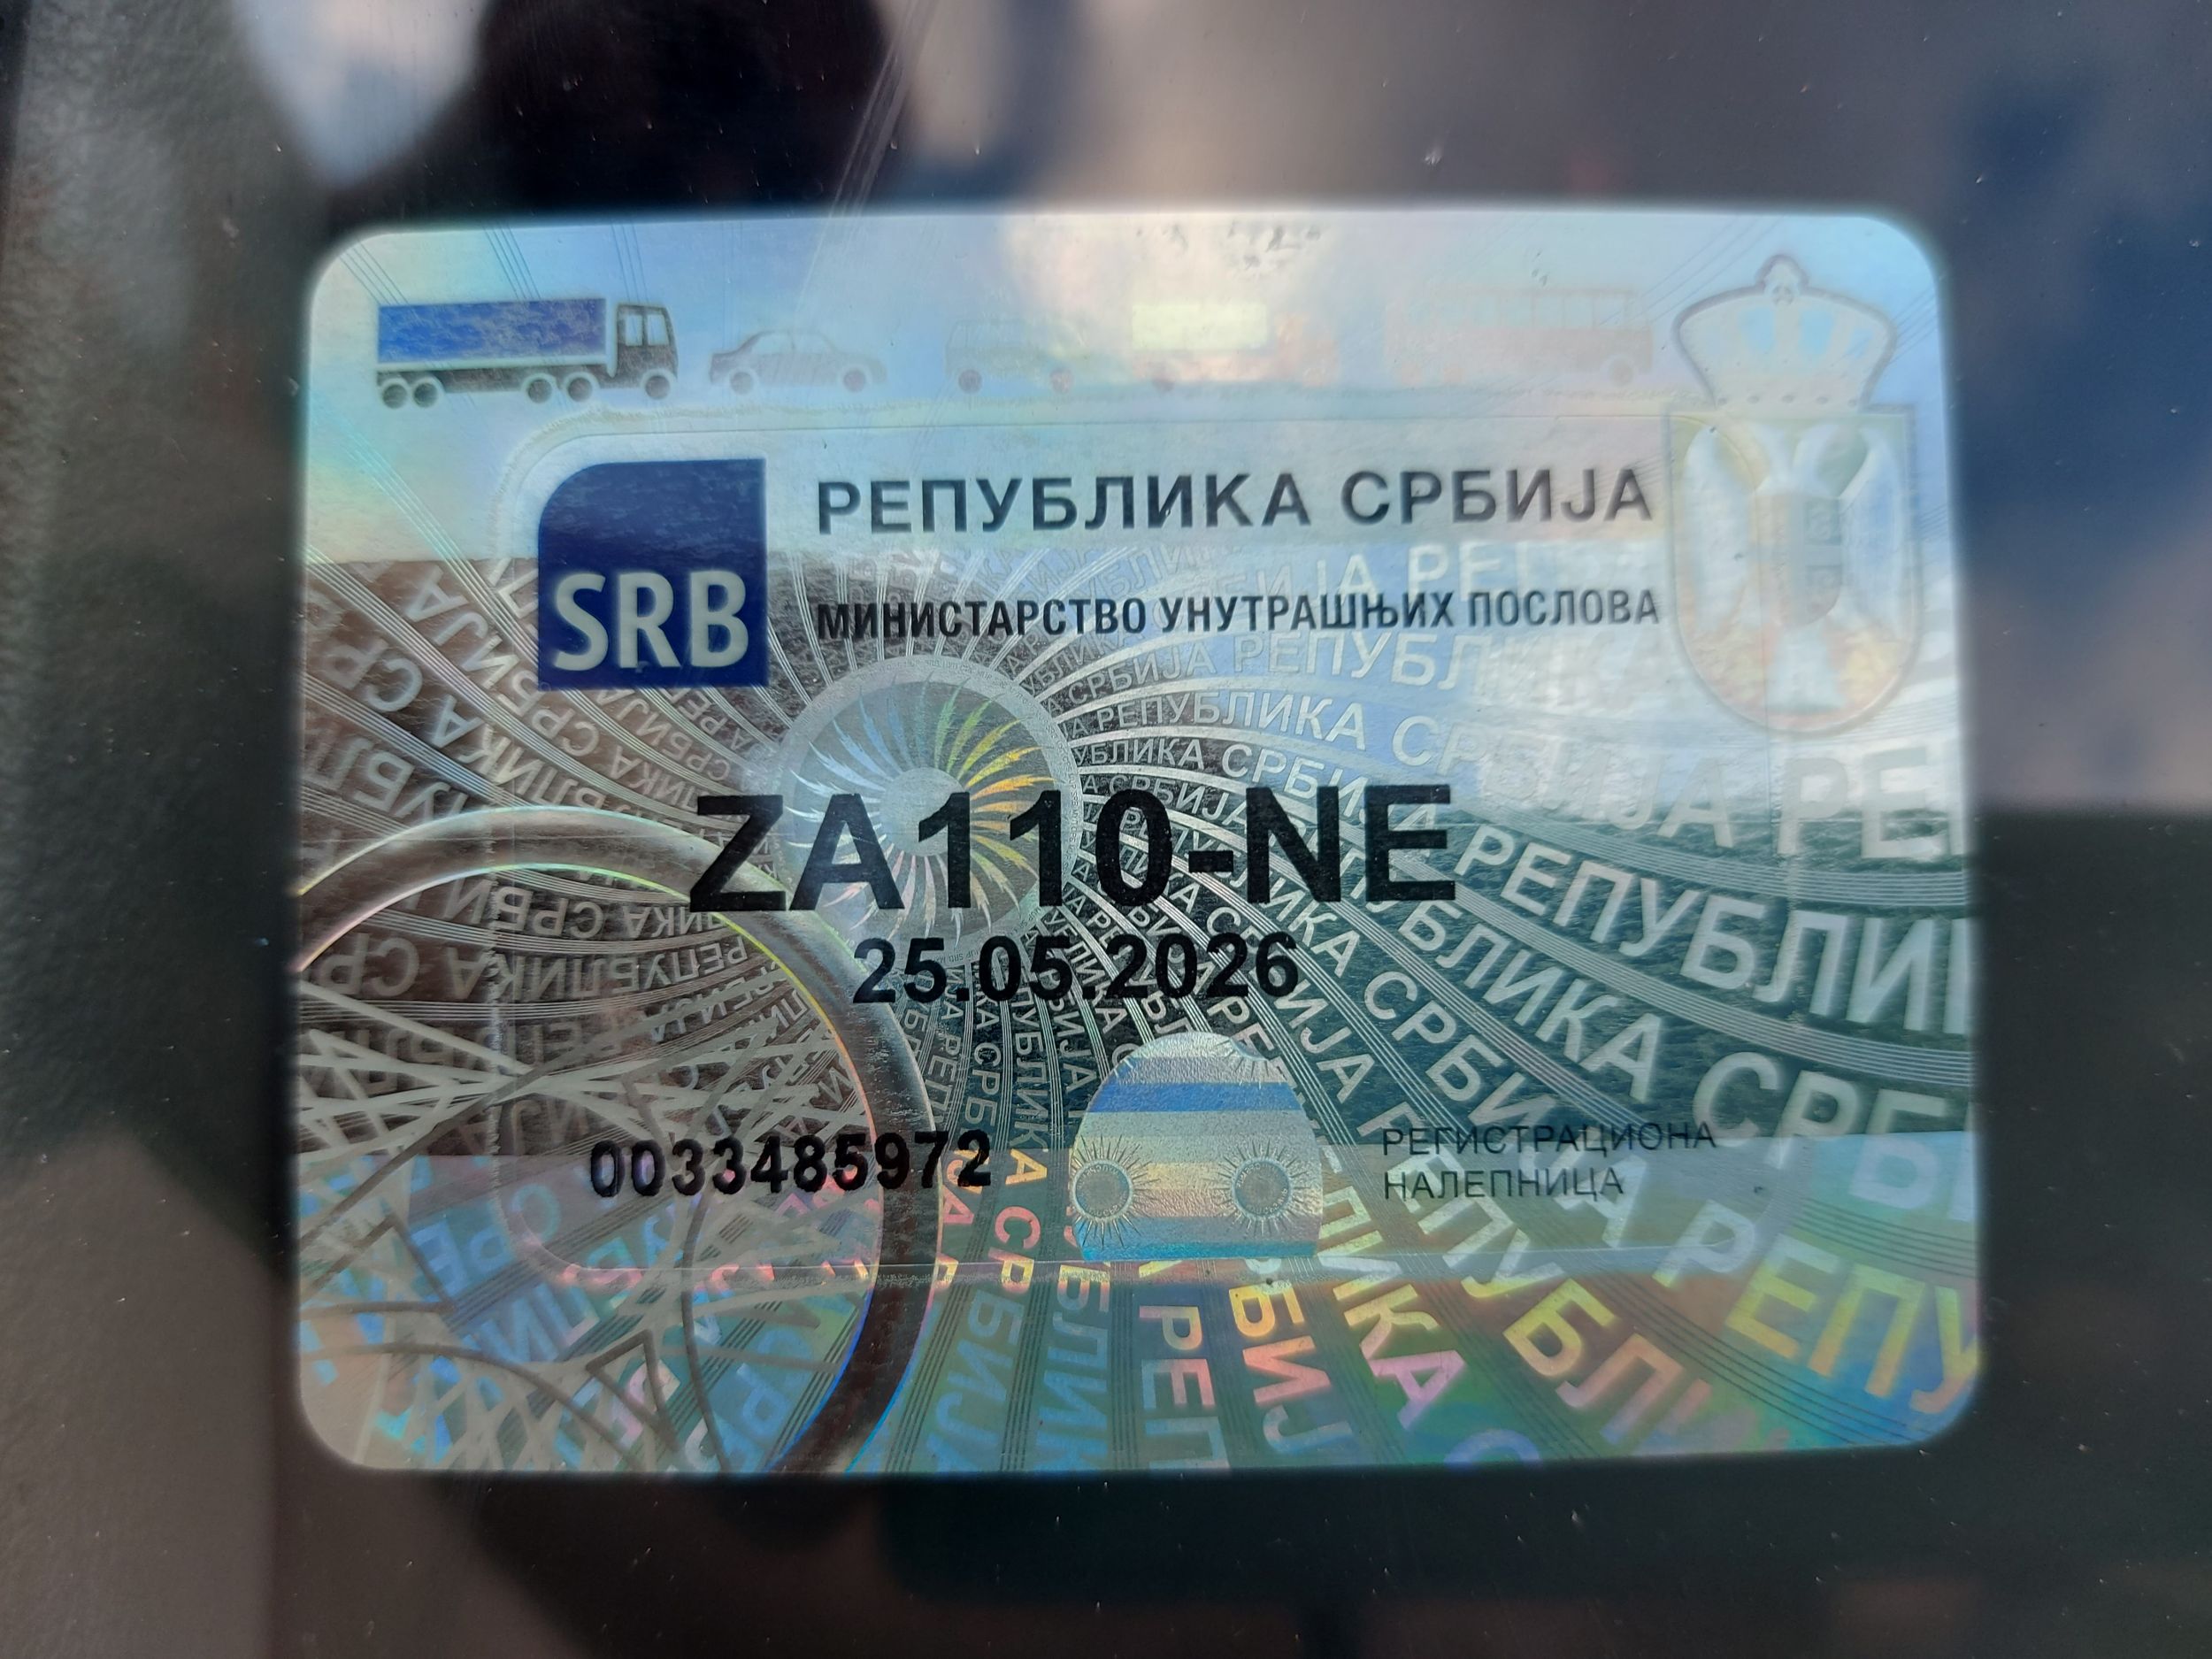 РЕПУБЛИКА СРБИЈА
SRB
МИНИСТАРСТВО УНУТРАШЊИХ ПОСЛОВА
ZA110-NE
25.05.2026
0033485972
РЕГИСТРАЦИОНА
НАЛЕПНИЦА